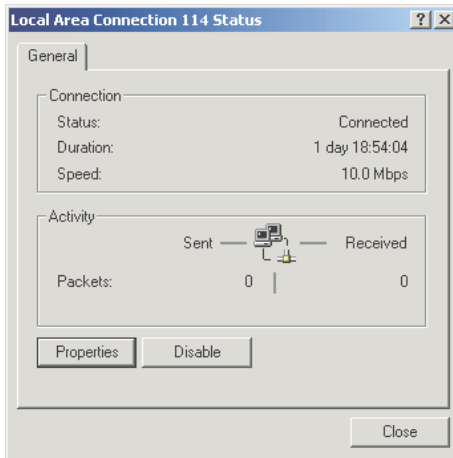 Local Area Connection 114 Status ? X
General
Connection
Status: Connected
Duration: 1 day 18:54:04
Speed: 10.0 Mbps
Activity
Sent Received
Packets: 0 0
Properties Disable
Close